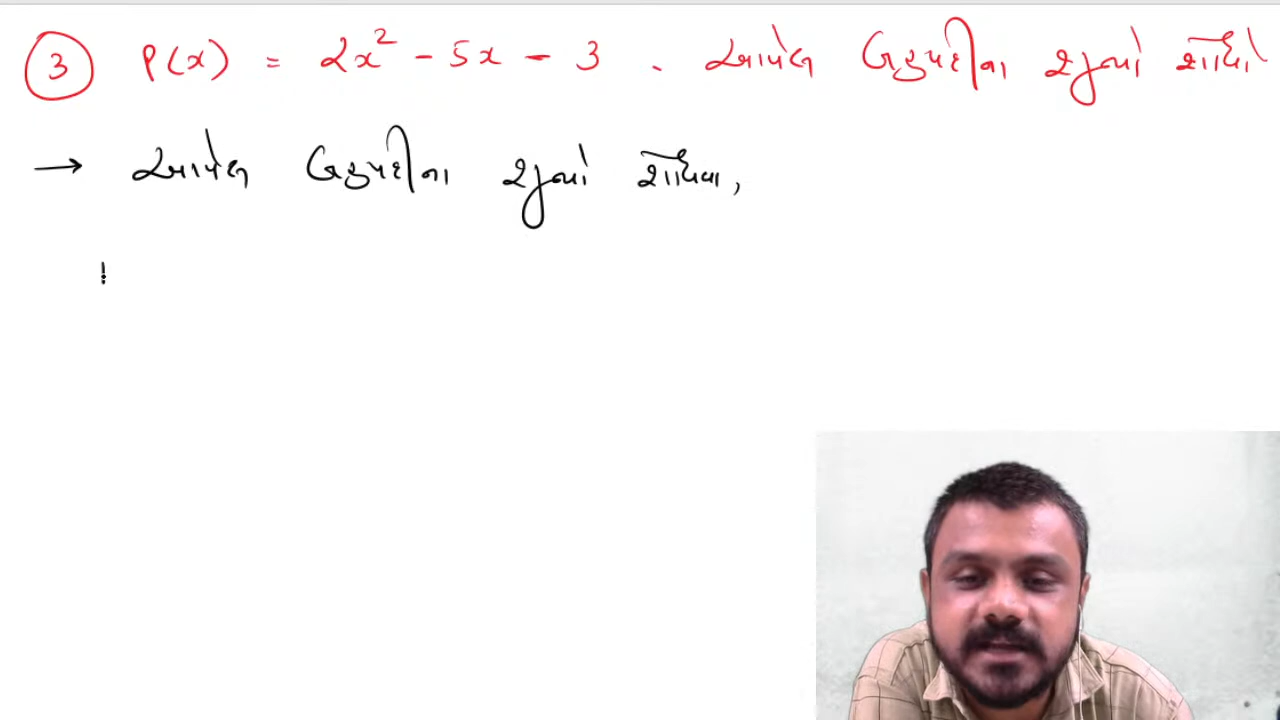 ③ P(x) = 2x² - 5x - 3 . આપેલ બહુપદીના શૂન્યો શોધો
→ આપેલ બહુપદીના શૂન્યો શોધવા,